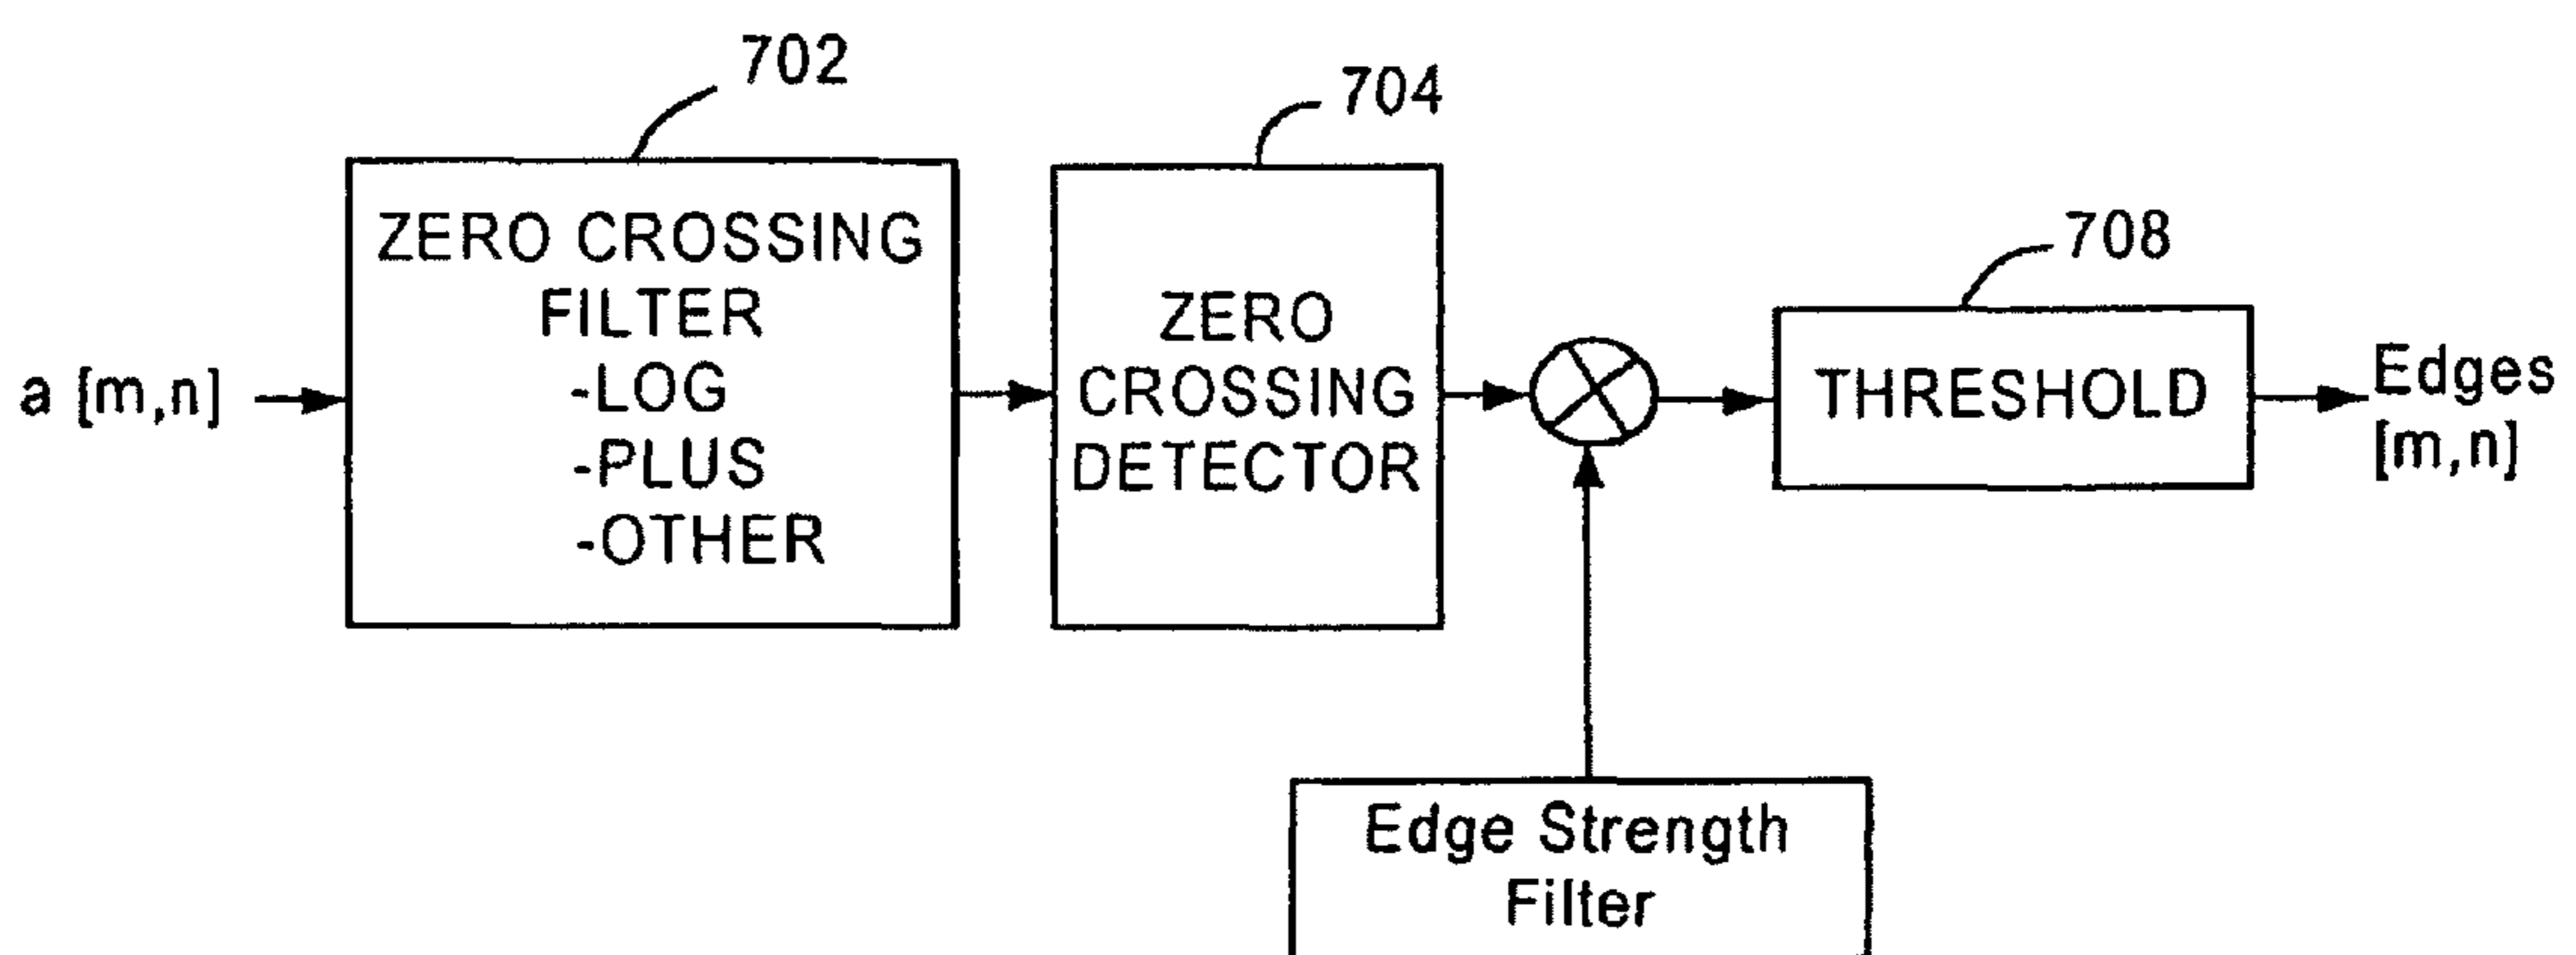 702
704
708
a [m,n]
ZERO CROSSING
FILTER
-LOG
-PLUS
-OTHER
ZERO
CROSSING
DETECTOR
THRESHOLD
Edges
[m,n]
Edge Strength
Filter